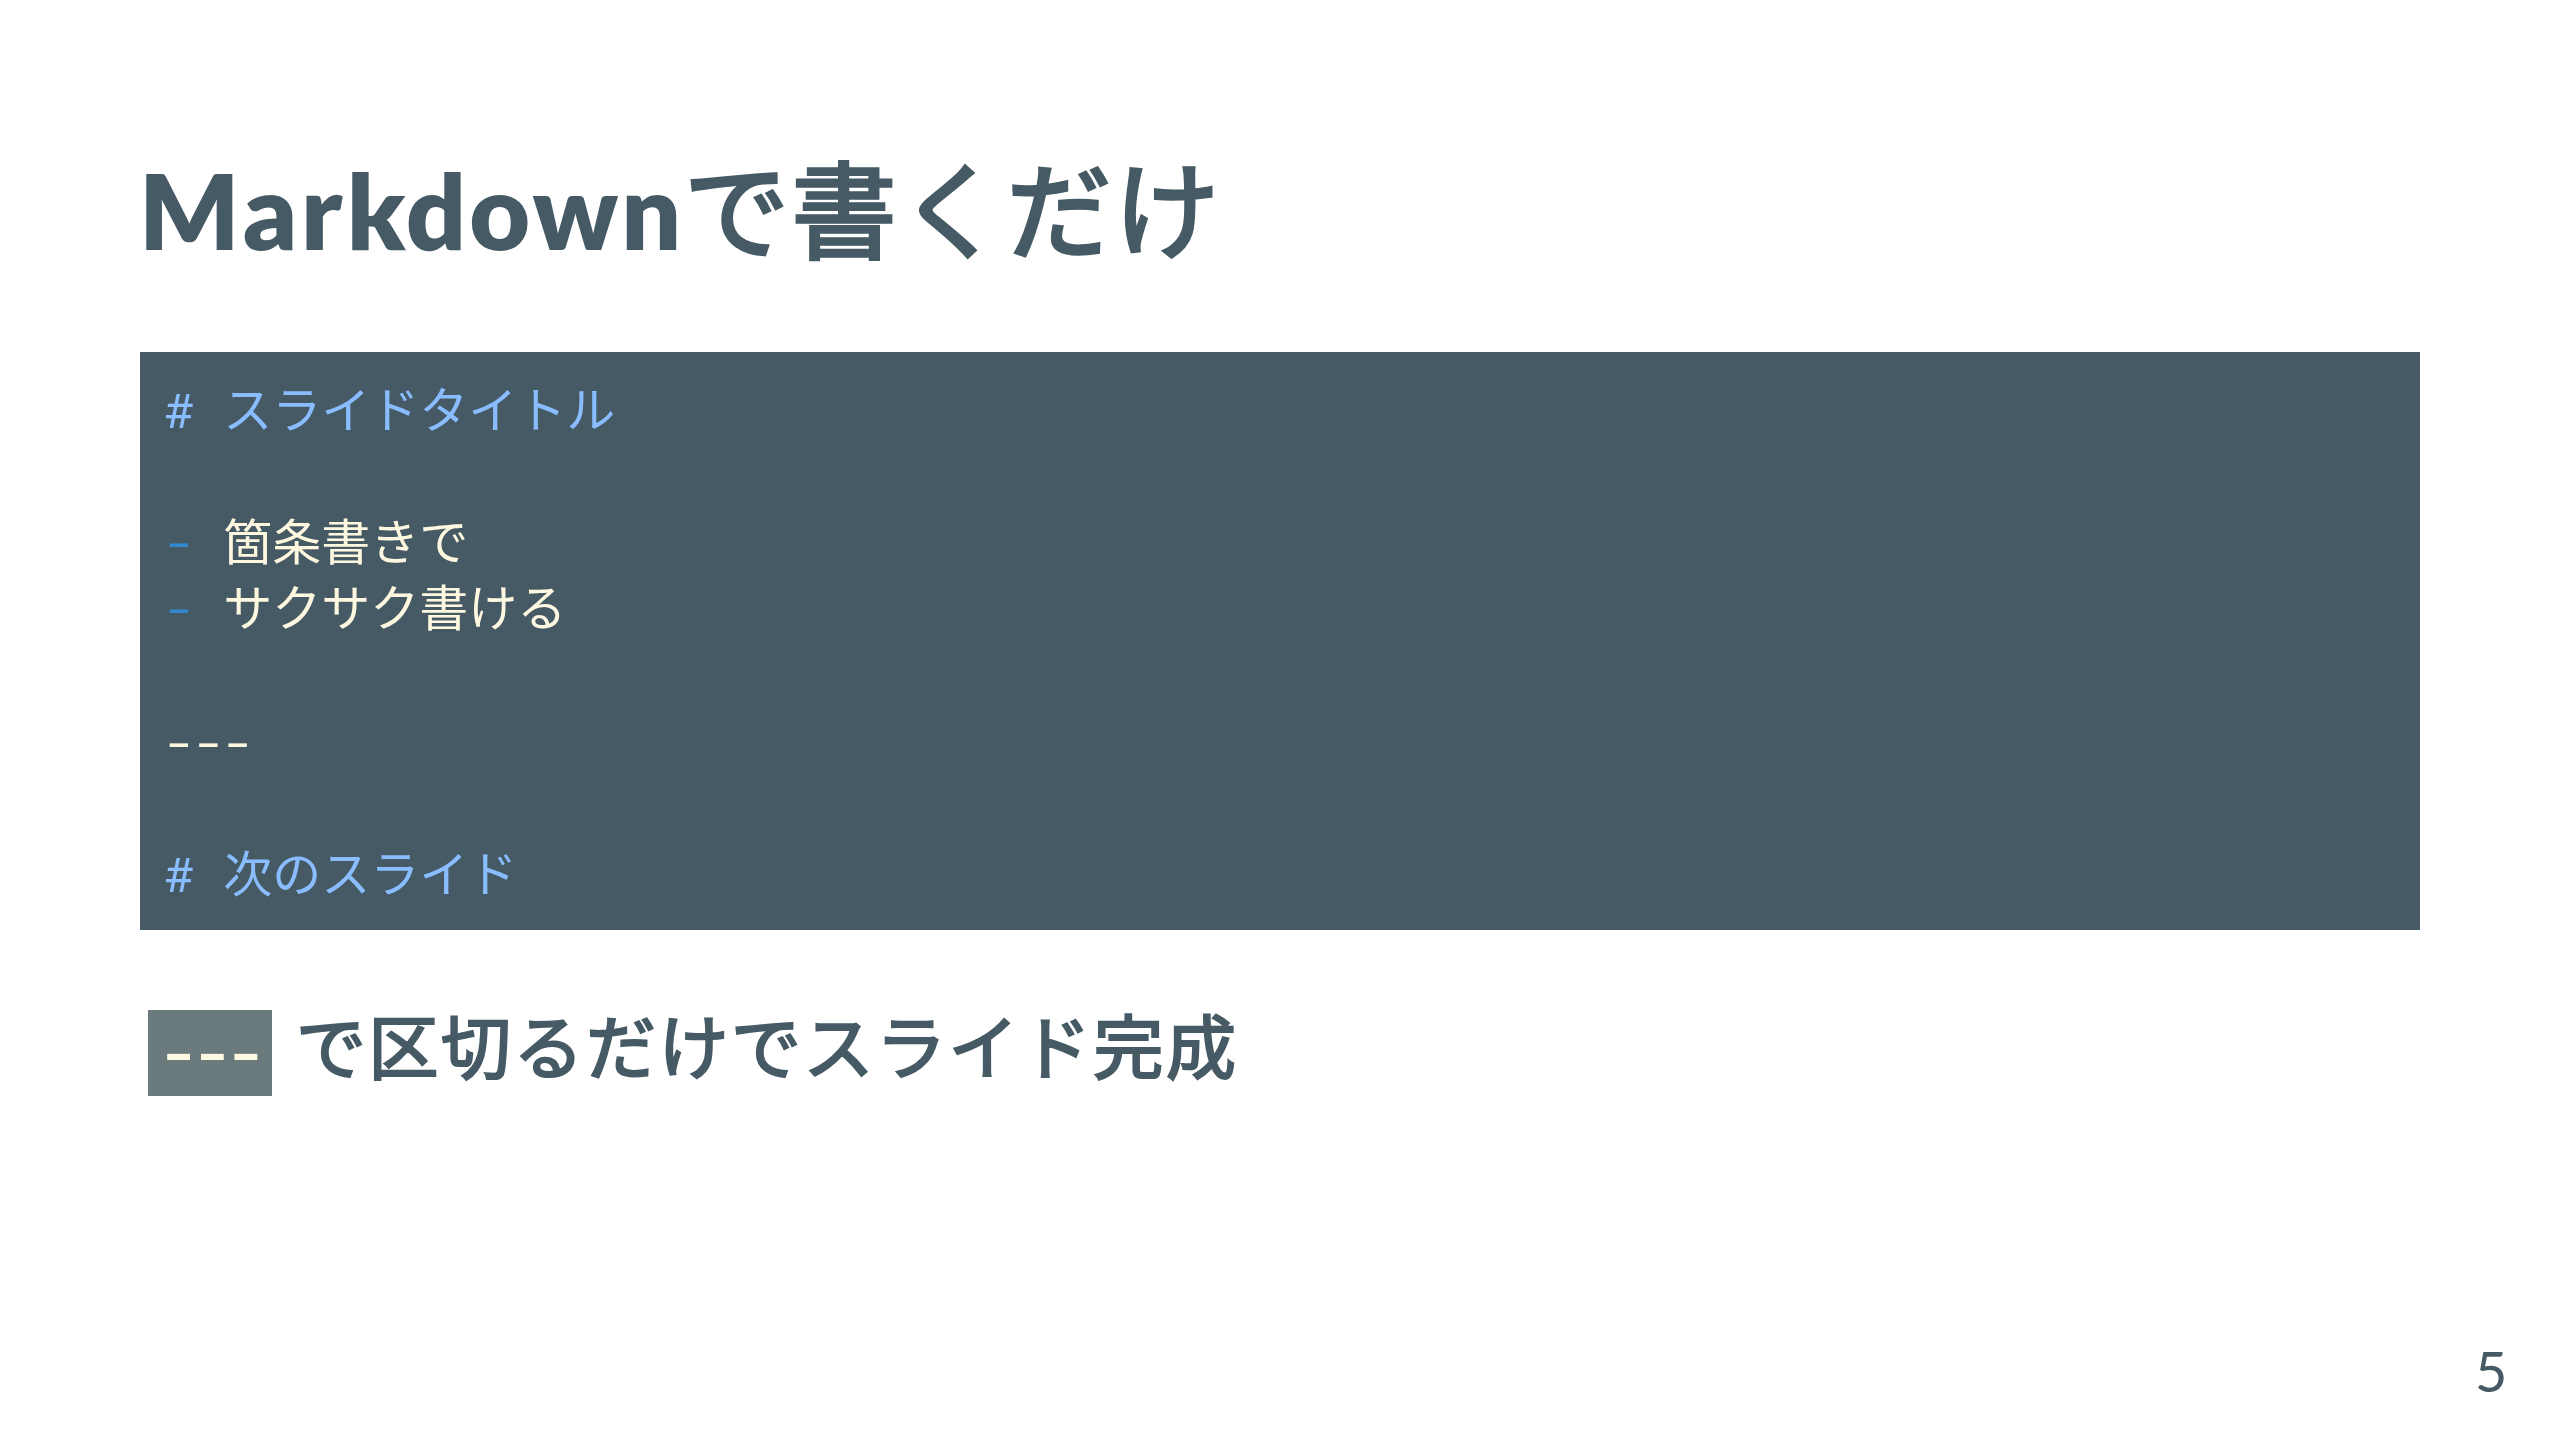 Markdownで書くだけ
# スライドタイトル
- 箇条書きで
- サクサク書ける
---
# 次のスライド
--- で区切るだけでスライド完成
5